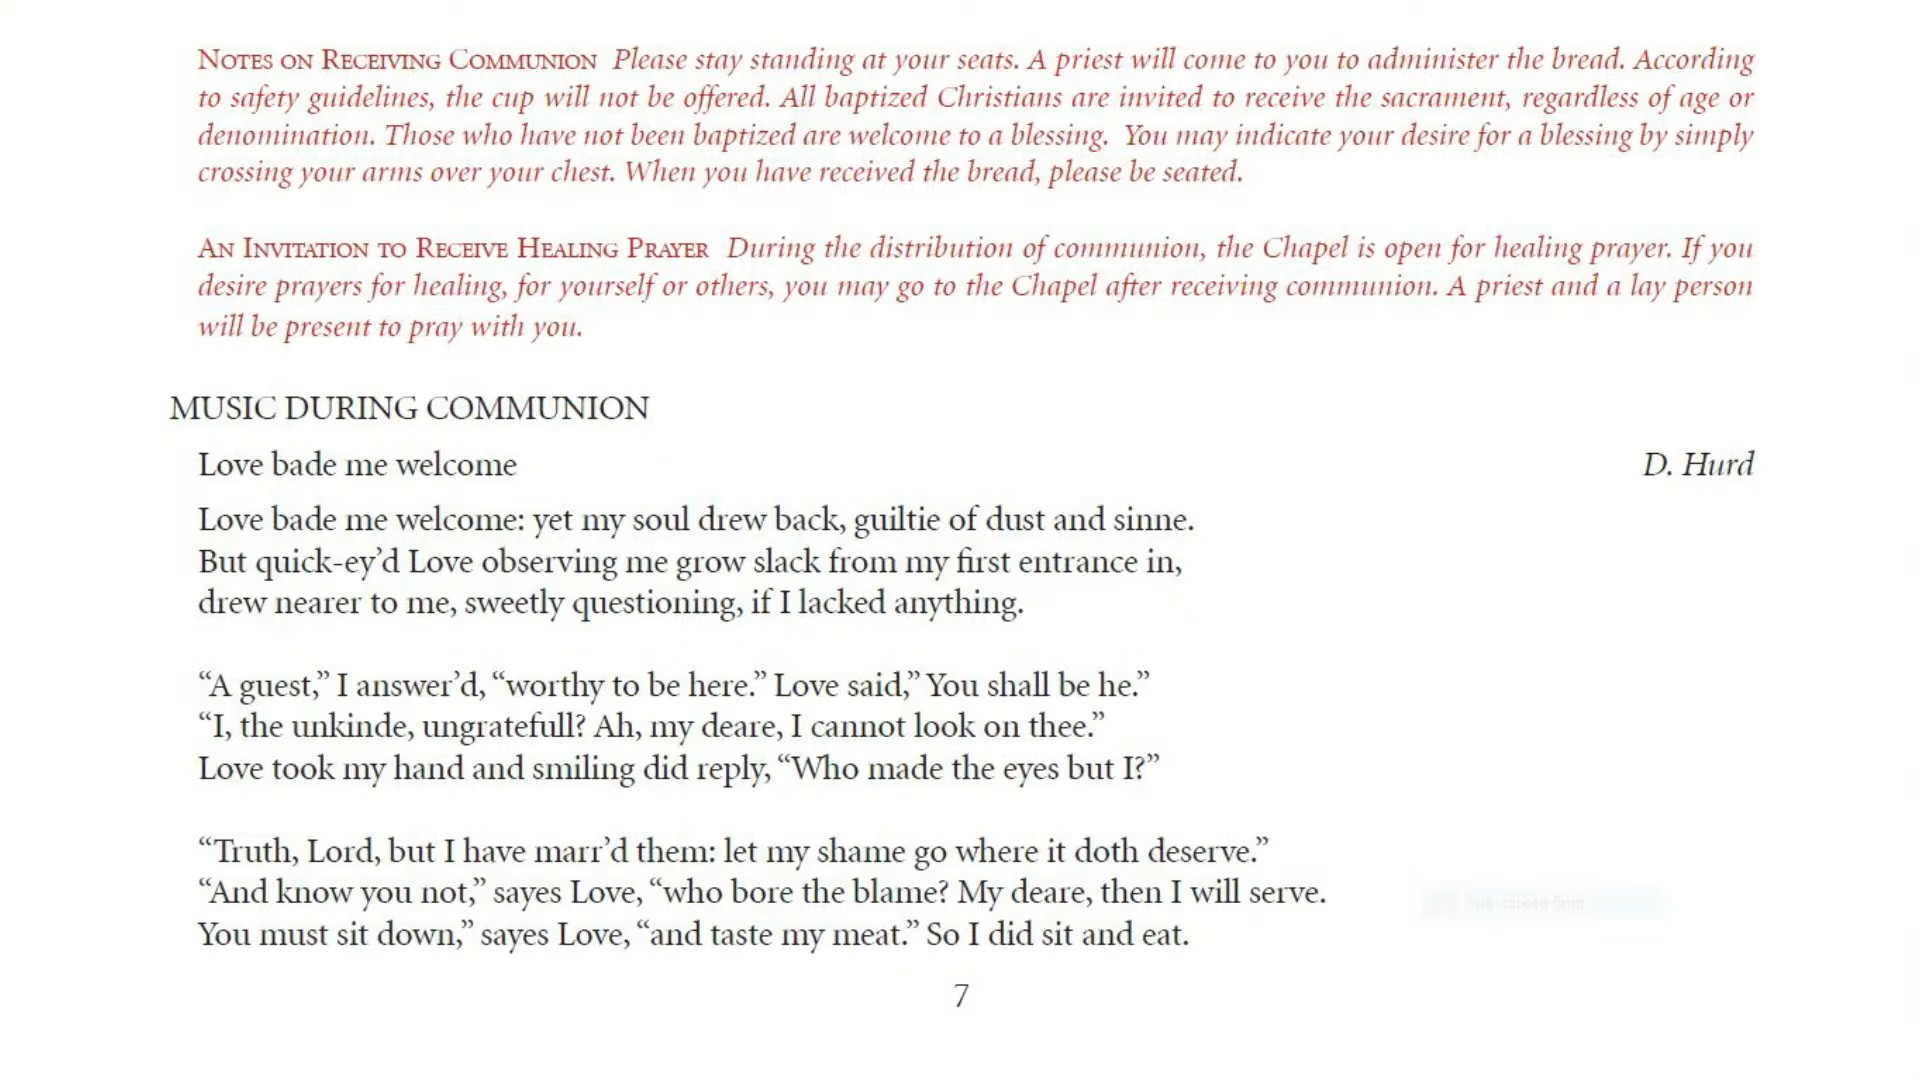 NOTES ON RECEIVING COMMUNION Please stay standing at your seats. A priest will come to you to administer the bread. According
to safety guidelines, the cup will not be offered. All baptized Christians are invited to receive the sacrament, regardless of age or
denomination. Those who have not been baptized are welcome to a blessing. You may indicate your desire for a blessing by simply
crossing your arms over your chest. When you have received the bread, please be seated.
AN INVITATION TO RECEIVE HEALING PRAYER During the distribution of communion, the Chapel is open for healing prayer. If you
desire prayers for healing, for yourself or others, you may go to the Chapel after receiving communion. A priest and a lay person
will be present to pray with you.
MUSIC DURING COMMUNION
Love bade me welcome D. Hurd
Love bade me welcome: yet my soul drew back, guiltie of dust and sinne.
But quick-ey’d Love observing me grow slack from my first entrance in,
drew nearer to me, sweetly questioning, if I lacked anything.
“A guest,” I answer’d, “worthy to be here.” Love said,” You shall be he.”
“I, the unkinde, ungratefull? Ah, my deare, I cannot look on thee.”
Love took my hand and smiling did reply, “Who made the eyes but I?”
“Truth, Lord, but I have marr’d them: let my shame go where it doth deserve.”
“And know you not,” sayes Love, “who bore the blame? My deare, then I will serve.
You must sit down,” sayes Love, “and taste my meat.” So I did sit and eat.
7